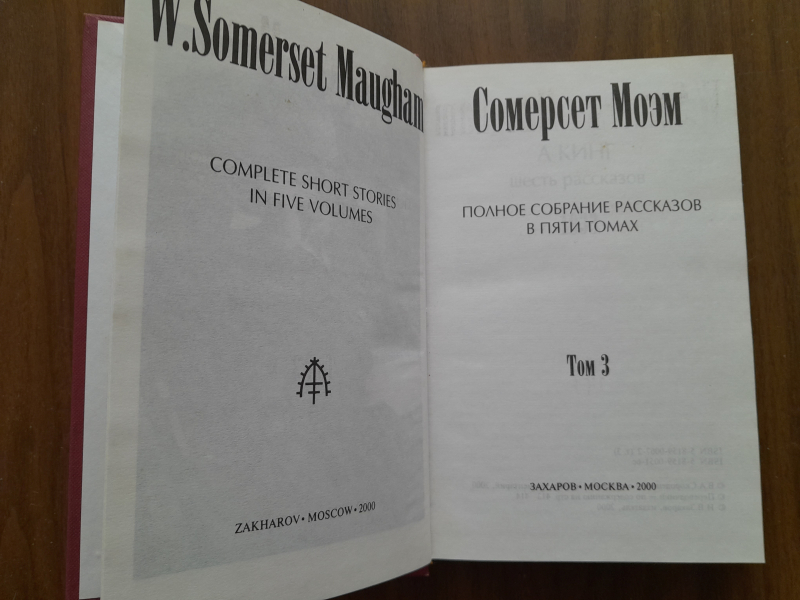 W.Somerset Maugham
COMPLETE SHORT STORIES
IN FIVE VOLUMES
ZAKHAROV • MOSCOW • 2000
Сомерсет Моэм
ПОЛНОЕ СОБРАНИЕ РАССКАЗОВ
В ПЯТИ ТОМАХ
Том 3
ЗАХАРОВ • МОСКВА • 2000